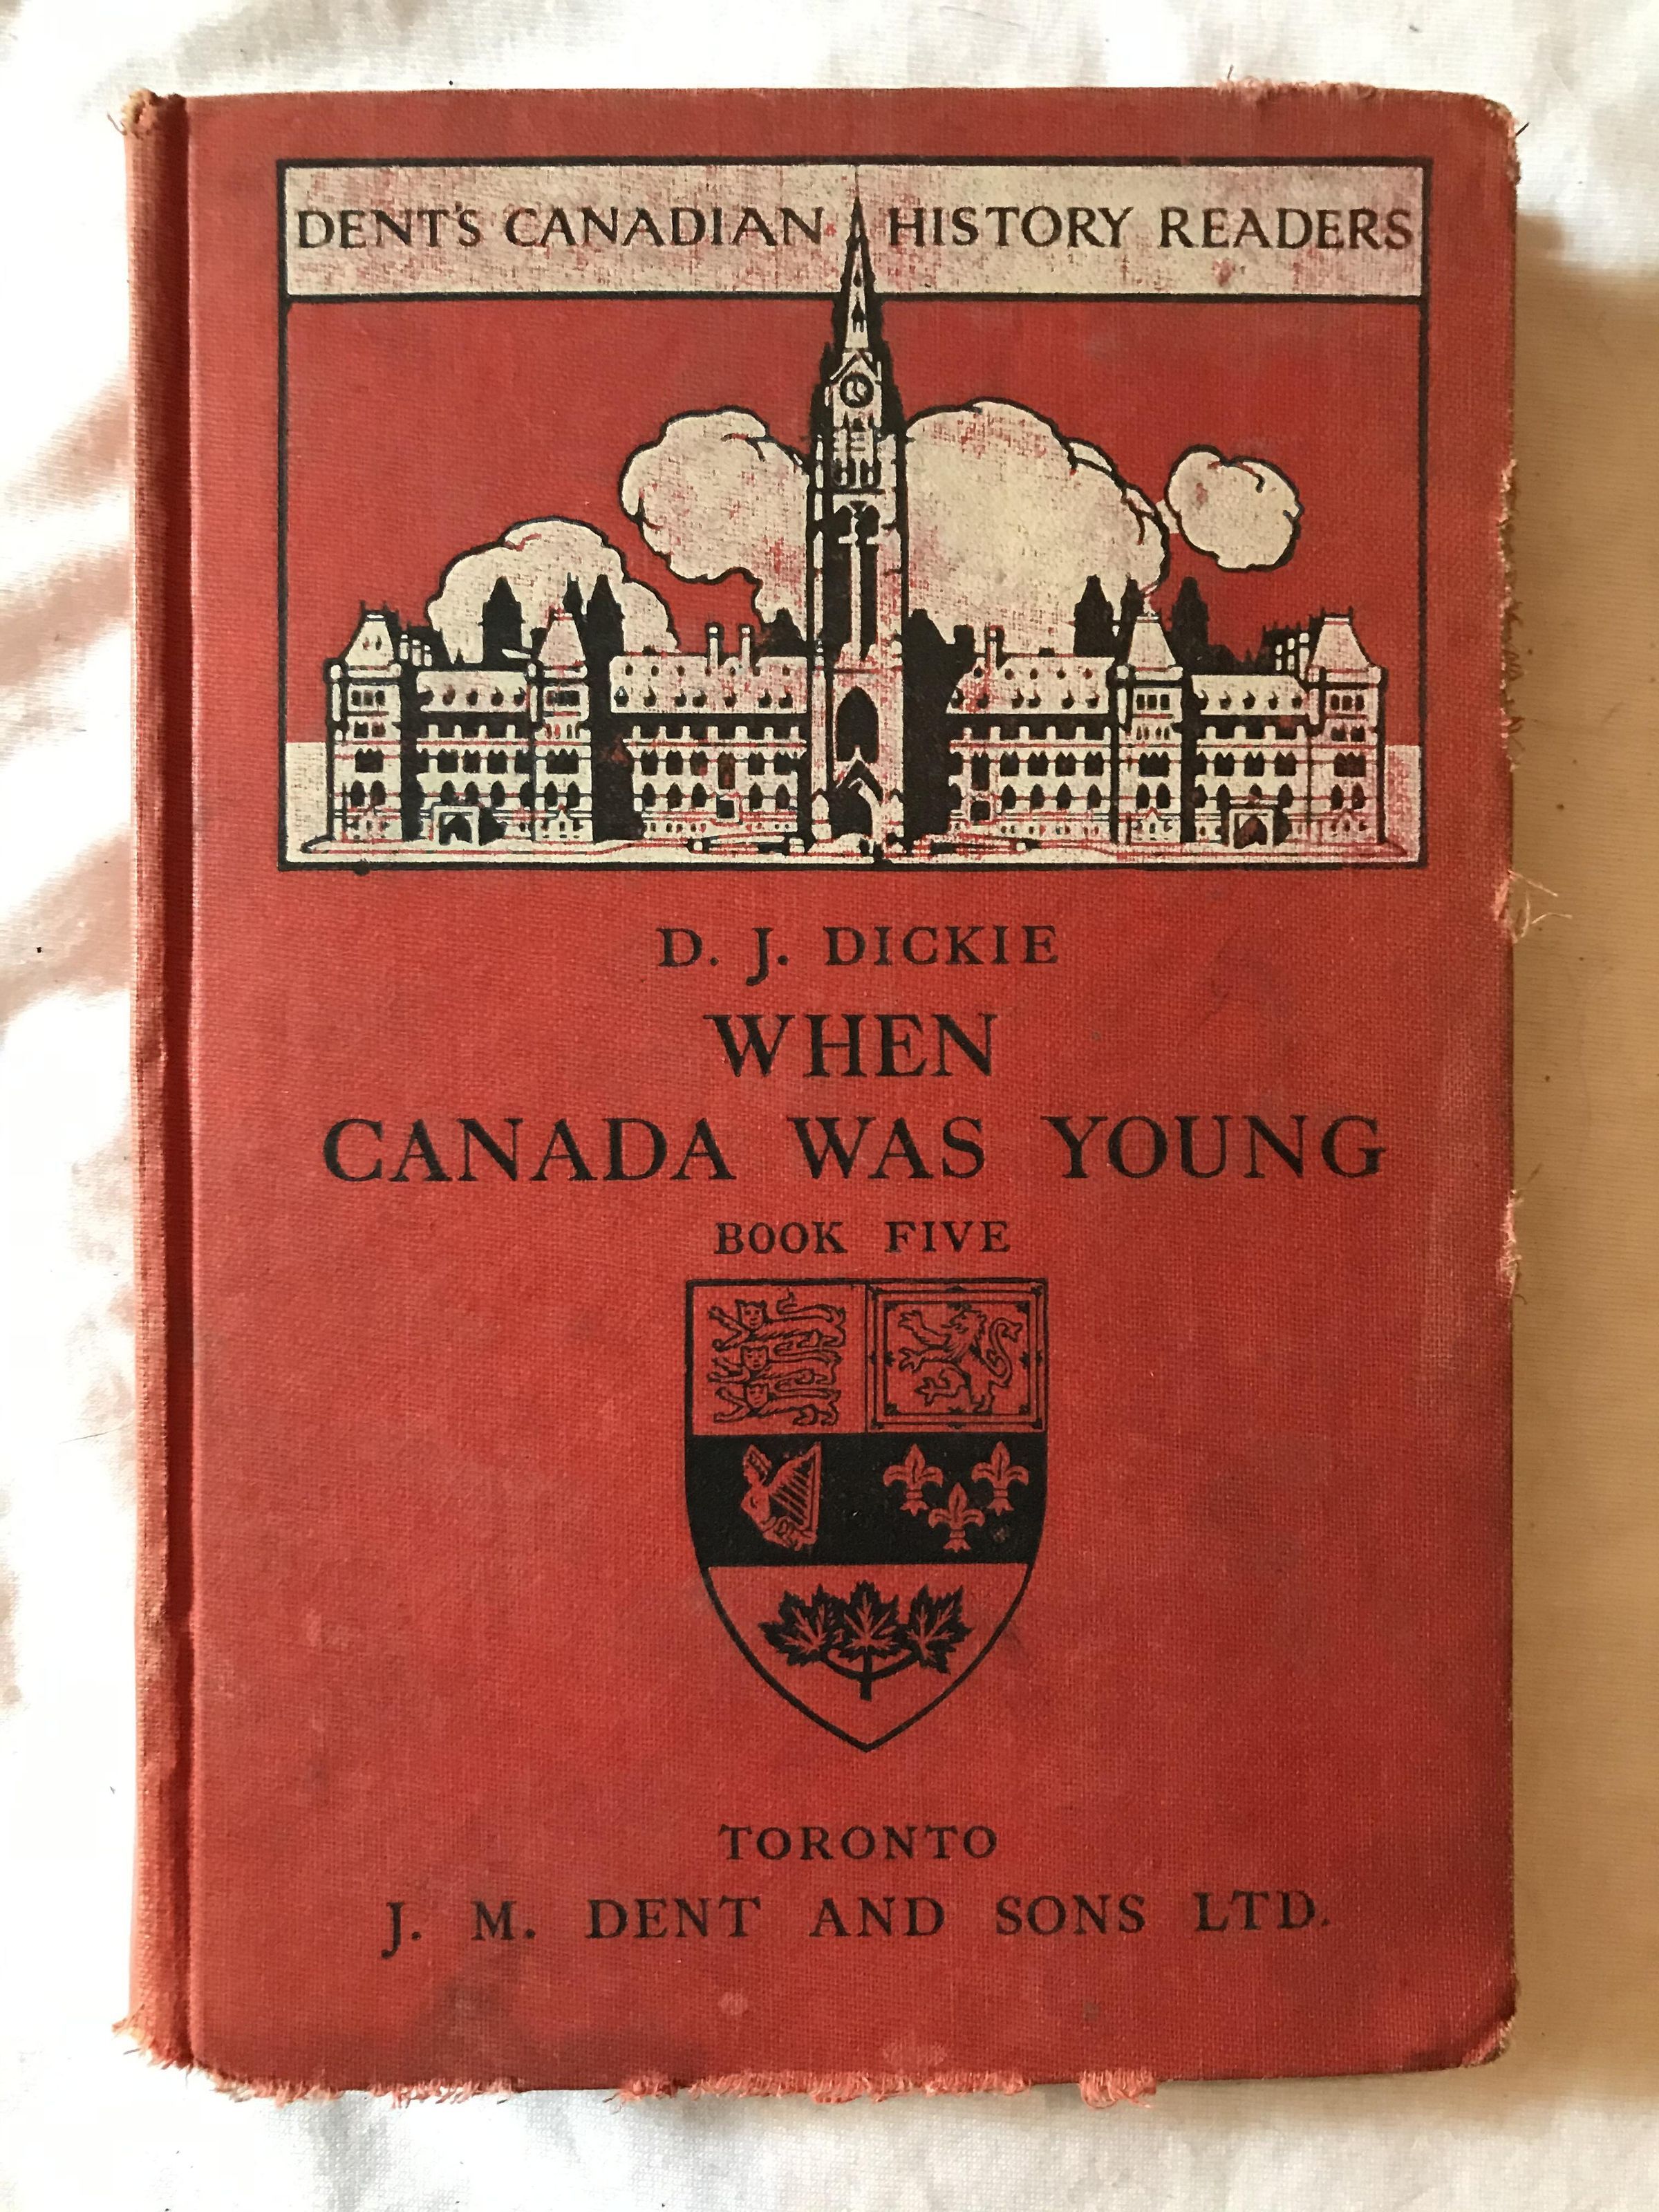 DENT'S CANADIAN HISTORY READERS
D. J. DICKIE
WHEN
CANADA WAS YOUNG
BOOK FIVE
TORONTO
J. M. DENT AND SONS LTD.